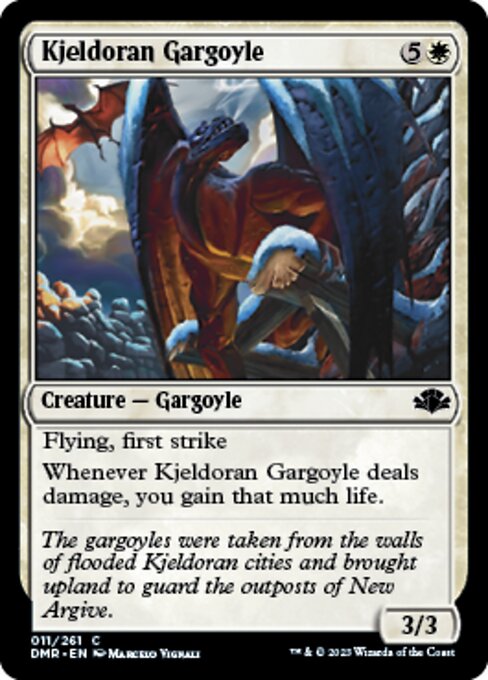 Kjeldoran Gargoyle 5
Creature — Gargoyle
Flying, first strike
Whenever Kjeldoran Gargoyle deals
damage, you gain that much life.
The gargoyles were taken from the walls
of flooded Kjeldoran cities and brought
upland to guard the outposts of New
Argive.
3/3
011/261 C
DMR • EN Marcelo Vignali
™ & © 2023 Wizards of the Coast